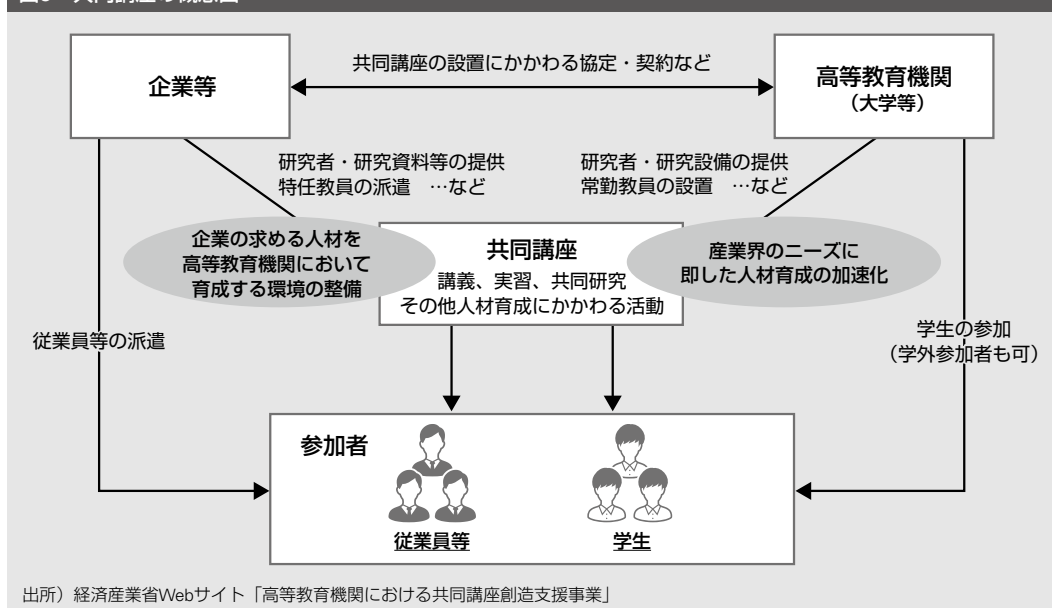 企業等
共同講座の設置にかかわる協定・契約など
高等教育機関
（大学等）
研究者・研究資料等の提供
特任教員の派遣　…など
研究者・研究設備の提供
常勤教員の設置　…など
企業の求める人材を
高等教育機関において
育成する環境の整備
共同講座
講義、実習、共同研究
その他人材育成にかかわる活動
産業界のニーズに
即した人材育成の加速化
従業員等の派遣
学生の参加
（学外参加者も可）
参加者
従業員等
学生
出所）経済産業省Webサイト「高等教育機関における共同講座創造支援事業」